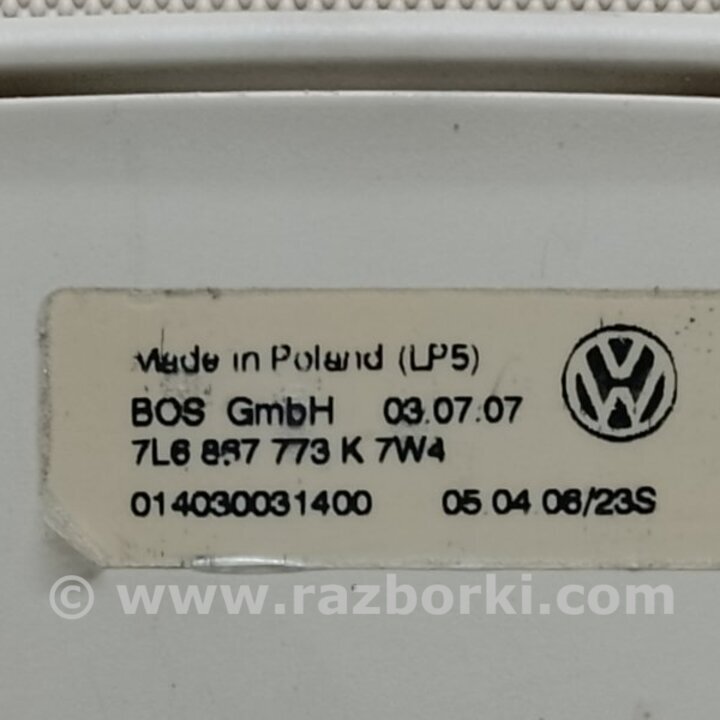 Made in Poland (LP5)
BOS GmbH 03.07.07
7L6 867 773 K 7W4
014030031400 05.04.06/23S
© www.razborki.com